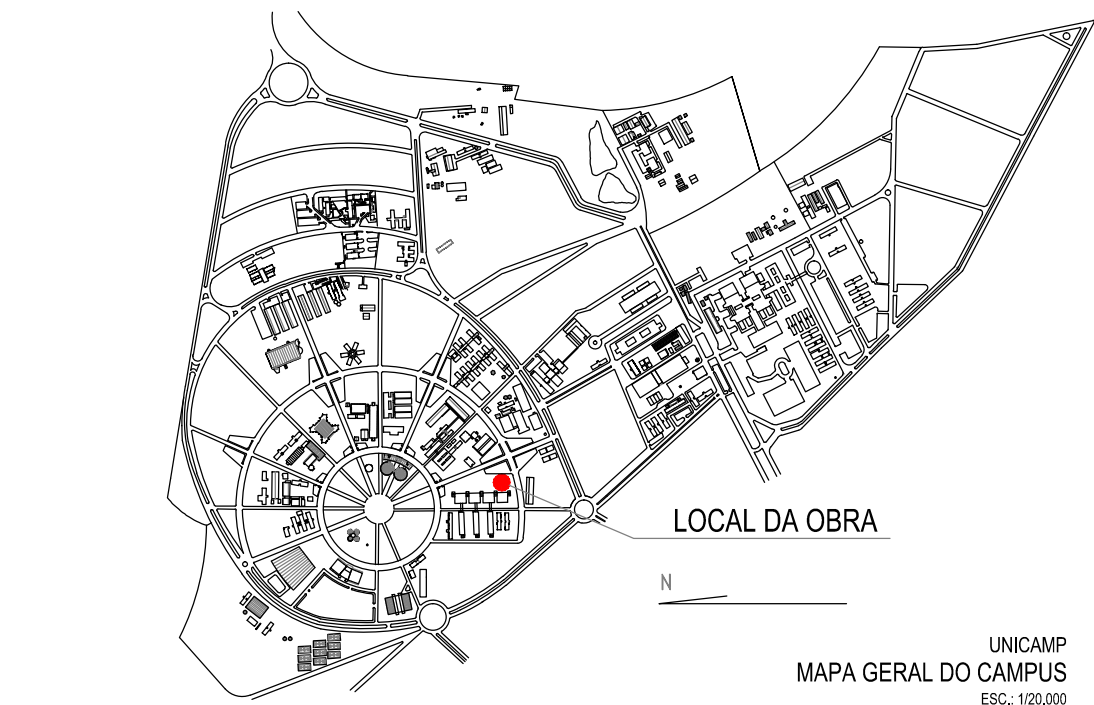 LOCAL DA OBRA
N
UNICAMP
MAPA GERAL DO CAMPUS
ESC.: 1/20.000